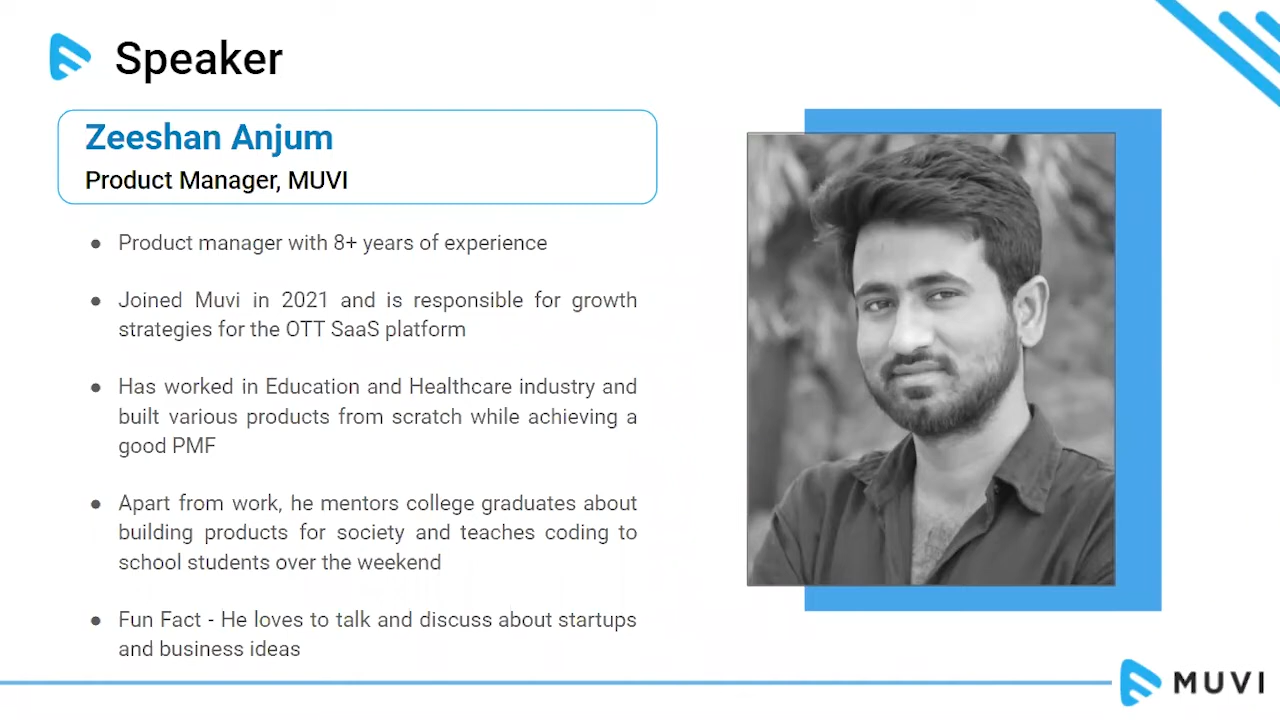 Speaker
Zeeshan Anjum
Product Manager, MUVI
● Product manager with 8+ years of experience
● Joined Muvi in 2021 and is responsible for growth
strategies for the OTT SaaS platform
● Has worked in Education and Healthcare industry and
built various products from scratch while achieving a
good PMF
● Apart from work, he mentors college graduates about
building products for society and teaches coding to
school students over the weekend
● Fun Fact - He loves to talk and discuss about startups
and business ideas
MUVI